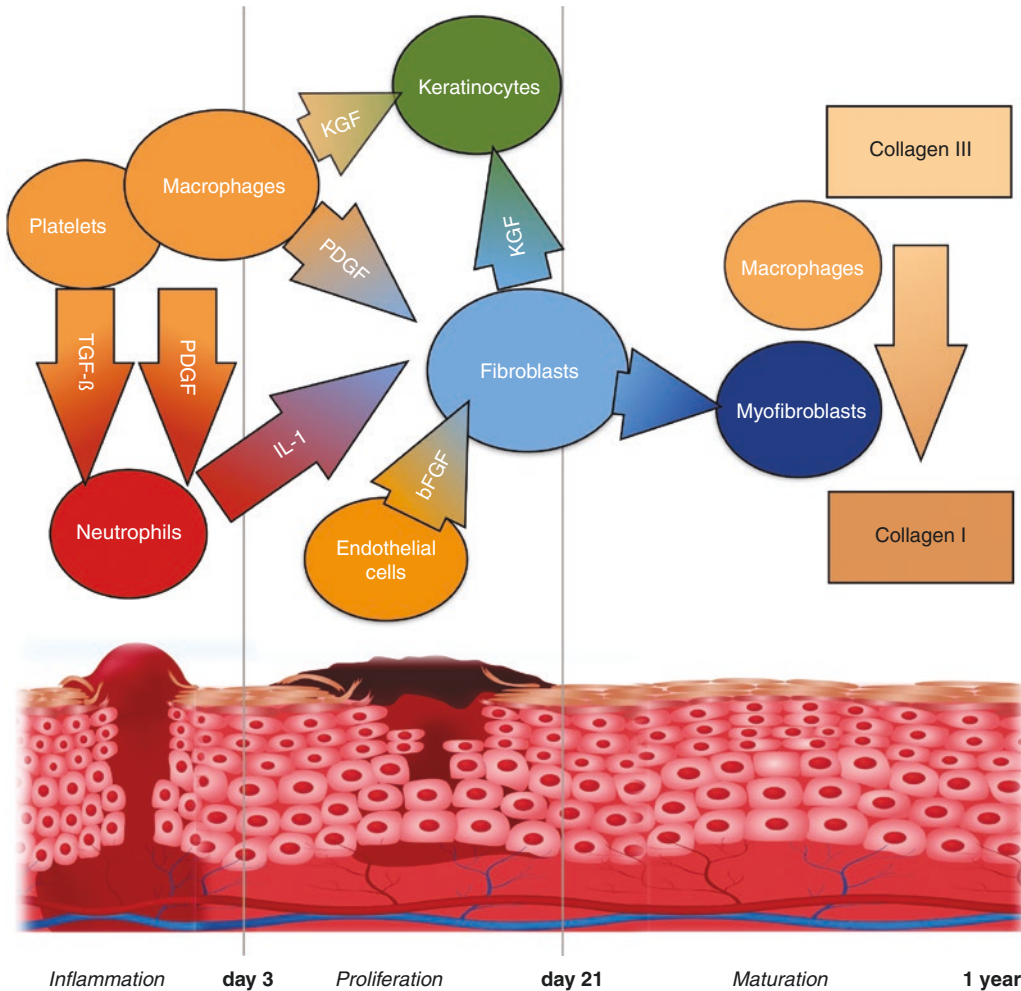 Keratinocytes
KGF
Macrophages
Platelets
PDGF
KGF
Collagen III
Macrophages
TGF-ß
PDGF
Fibroblasts
Myofibroblasts
IL-1
bFGF
Neutrophils
Endothelial
cells
Collagen I
Inflammation day 3 Proliferation day 21 Maturation 1 year